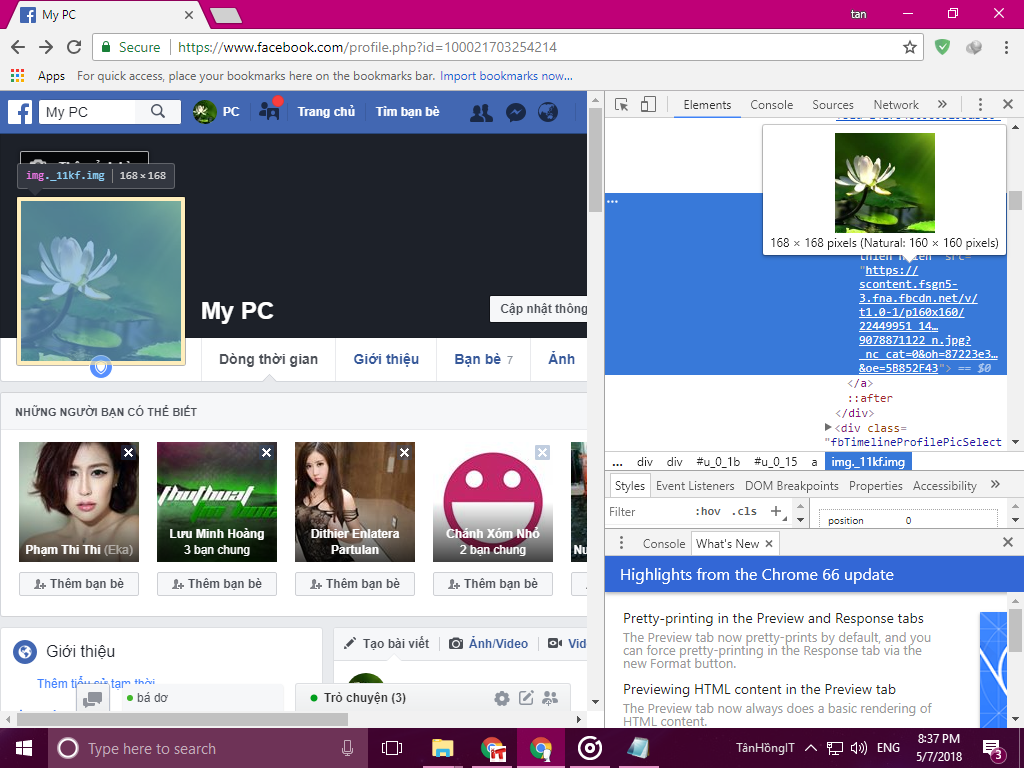 My PC
tan
Secure
https://www.facebook.com/profile.php?id=100021703254214
Apps
For quick access, place your bookmarks here on the bookmarks bar. Import bookmarks now...
My PC
PC
Trang chủ
Tìm bạn bè
img._11kf.img
168 × 168
My PC
Cập nhật thông
Dòng thời gian
Giới thiệu
Bạn bè 7
Ảnh
NHỮNG NGƯỜI BẠN CÓ THỂ BIẾT
Phạm Thi Thi (Eka)
Lưu Minh Hoàng
3 bạn chung
Dithier Enlatera
Partulan
Chánh Xóm Nhỏ
2 bạn chung
Thêm bạn bè
Thêm bạn bè
Thêm bạn bè
Thêm bạn bè
Giới thiệu
Thêm tiểu sử tạm thời
Tạo bài viết
Ảnh/Video
Vid
bá dơ
Trò chuyện (3)
Elements
Console
Sources
Network
168 × 168 pixels (Natural: 160 × 160 pixels)
"https://
scontent.fsgn5-
3.fna.fbcdn.net/v/
t1.0-1/p160x160/
22449951_14…
9078871122_n.jpg?
_nc_cat=0&oh=87223e3…
&oe=5B852F43"> == $0
</a>
::after
</div>
<div class=
"fbTimelineProfilePicSelect
... div div #u_0_1b #u_0_15 a img._11kf.img
Styles
Event Listeners
DOM Breakpoints
Properties
Accessibility
Filter
:hov .cls +
position 0
Console
What's New
Highlights from the Chrome 66 update
Pretty-printing in the Preview and Response tabs
The Preview tab now pretty-prints by default, and you
can force pretty-printing in the Response tab via the
new Format button.
Previewing HTML content in the Preview tab
The Preview tab now always does a basic rendering of
HTML content.
Type here to search
TânHồngIT
ENG
8:37 PM
5/7/2018
3